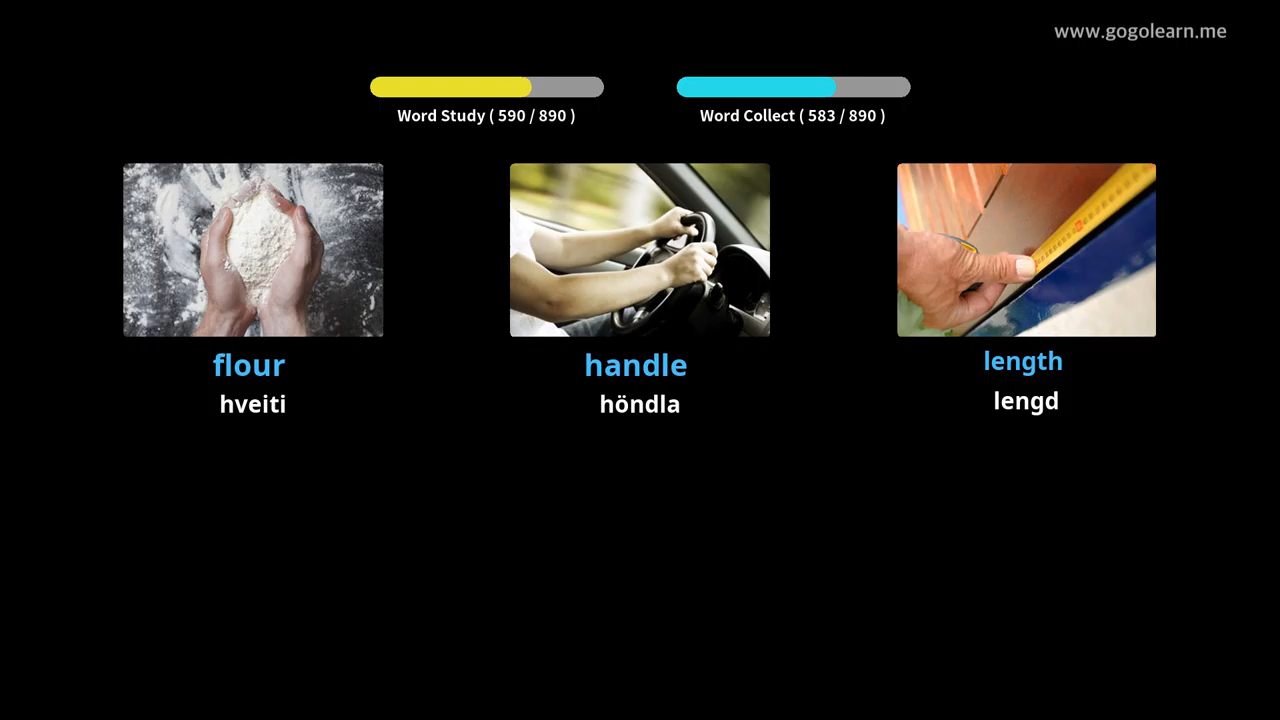 www.gogolearn.me
Word Study ( 590 / 890 )
Word Collect ( 583 / 890 )
flour
handle
length
hveiti
höndla
lengd